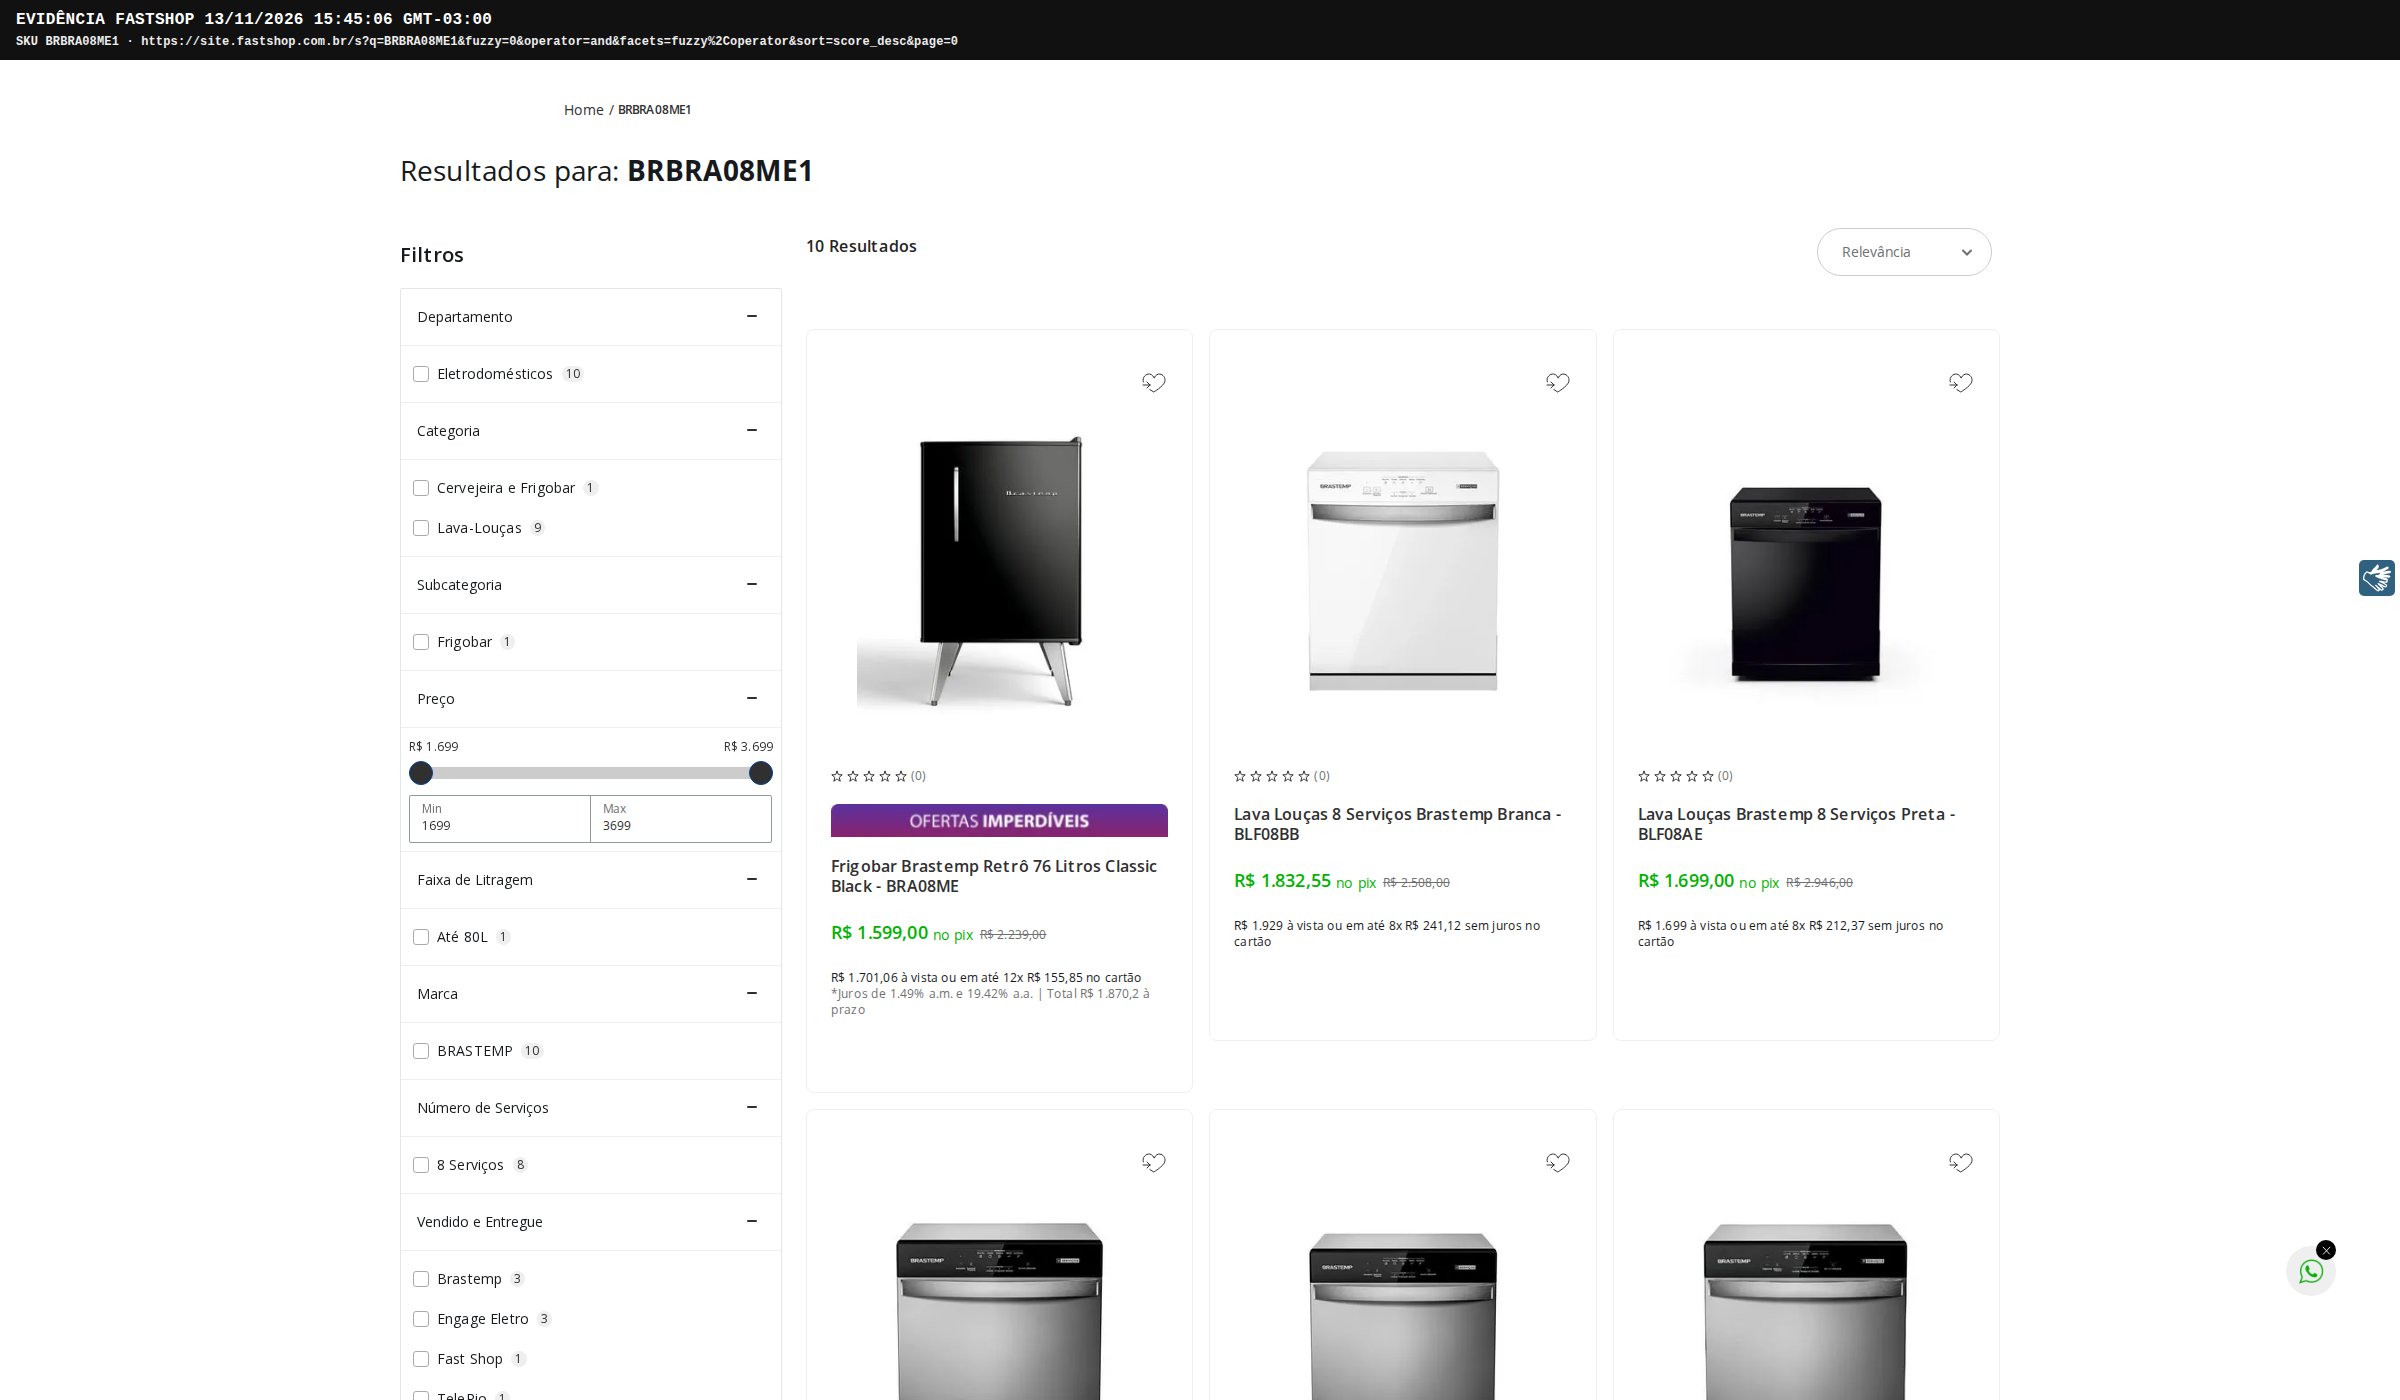 EVIDÊNCIA FASTSHOP 13/11/2026 15:45:06 GMT-03:00
SKU BRBRA08ME1 · https://site.fastshop.com.br/s?q=BRBRA08ME1&fuzzy=0&operator=and&facets=fuzzy%2Coperator&sort=score_desc&page=0
Home / BRBRA08ME1
Resultados para: BRBRA08ME1
Filtros
10 Resultados
Relevância
Departamento
Eletrodomésticos 10
Categoria
Cervejeira e Frigobar 1
Lava-Louças 9
Subcategoria
Frigobar 1
Preço
R$ 1.699 R$ 3.699
Min Max
1699 3699
Faixa de Litragem
Até 80L 1
Marca
BRASTEMP 10
Número de Serviços
8 Serviços 8
Vendido e Entregue
Brastemp 3
Engage Eletro 3
Fast Shop 1
TeleRio 1
Brastemp
(0)
OFERTAS IMPERDÍVEIS
Frigobar Brastemp Retrô 76 Litros Classic
Black - BRA08ME
R$ 1.599,00 no pix R$ 2.239,00
R$ 1.701,06 à vista ou em até 12x R$ 155,85 no cartão
*Juros de 1.49% a.m. e 19.42% a.a. | Total R$ 1.870,2 à
prazo
BRASTEMP
(0)
Lava Louças 8 Serviços Brastemp Branca -
BLF08BB
R$ 1.832,55 no pix R$ 2.508,00
R$ 1.929 à vista ou em até 8x R$ 241,12 sem juros no
cartão
BRASTEMP
(0)
Lava Louças Brastemp 8 Serviços Preta -
BLF08AE
R$ 1.699,00 no pix R$ 2.946,00
R$ 1.699 à vista ou em até 8x R$ 212,37 sem juros no
cartão
BRASTEMP
BRASTEMP
BRASTEMP